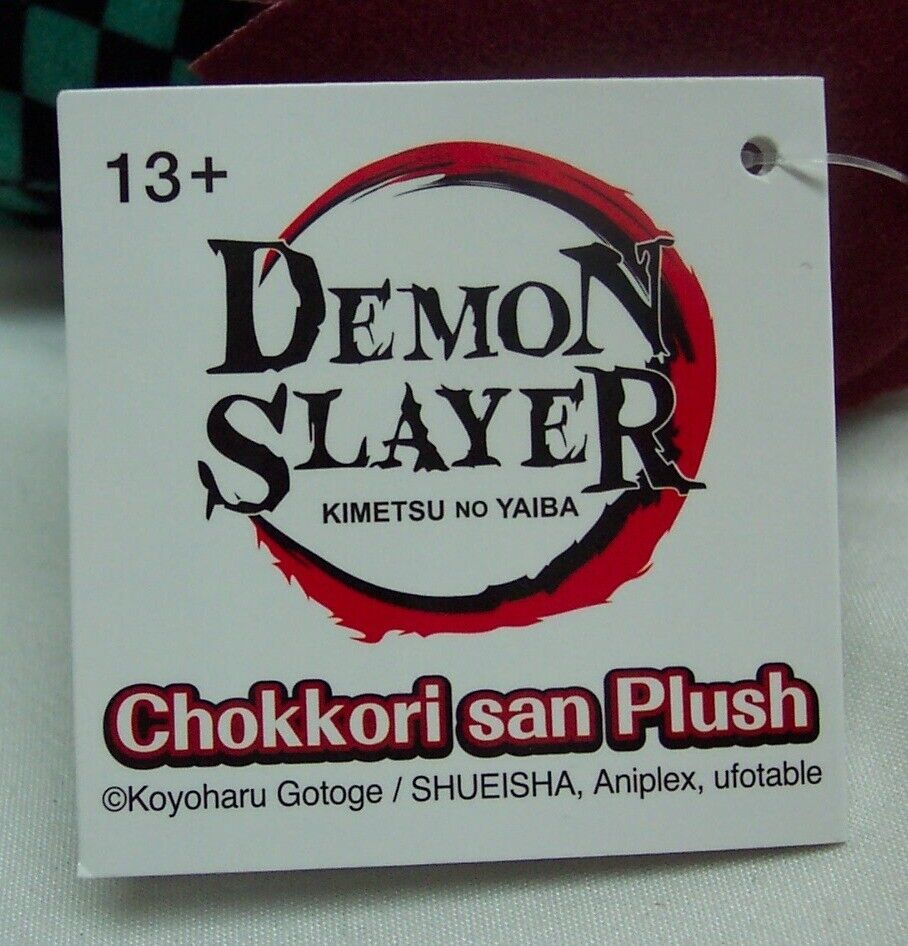 13+
DEMON
SLAYER
KIMETSU NO YAIBA
Chokkori san Plush
©Koyoharu Gotoge / SHUEISHA, Aniplex, ufotable